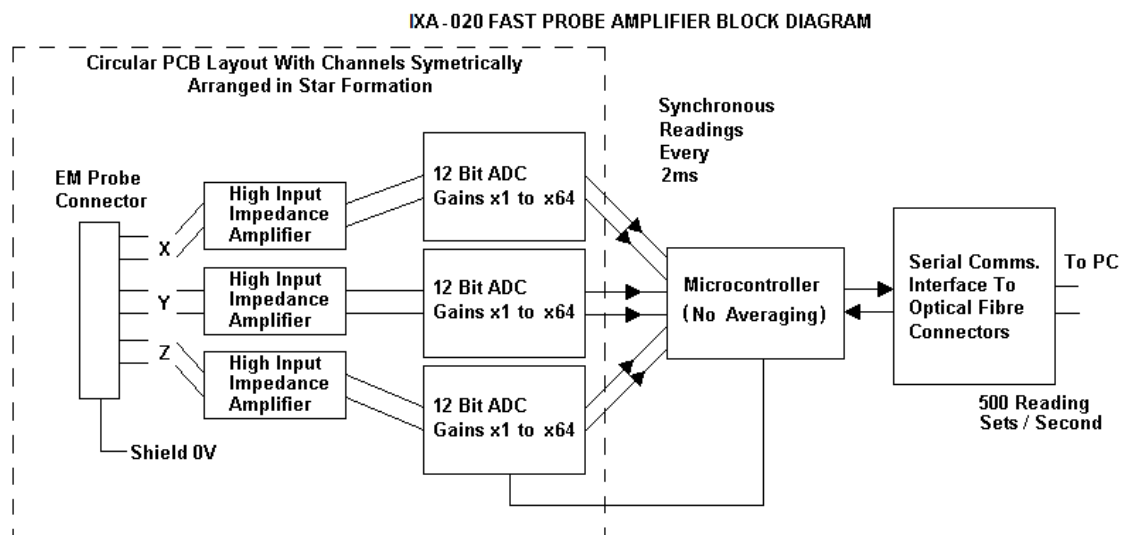 IXA-020 FAST PROBE AMPLIFIER BLOCK DIAGRAM
Circular PCB Layout With Channels Symetrically
Arranged in Star Formation
EM Probe
Connector
X
Y
Z
Shield 0V
High Input
Impedance
Amplifier
High Input
Impedance
Amplifier
High Input
Impedance
Amplifier
12 Bit ADC
Gains x1 to x64
12 Bit ADC
Gains x1 to x64
12 Bit ADC
Gains x1 to x64
Synchronous
Readings
Every
2ms
Microcontroller
(No Averaging)
Serial Comms.
Interface To
Optical Fibre
Connectors
To PC
500 Reading
Sets / Second